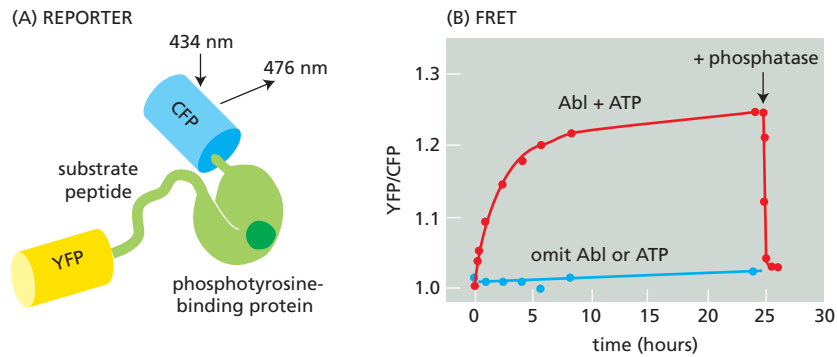 (A) REPORTER
434 nm
476 nm
CFP
substrate
peptide
YFP
phosphotyrosine-
binding protein
(B) FRET
+ phosphatase
1.3
Abl + ATP
1.2
YFP/CFP
1.1
omit Abl or ATP
1.0
0 5 10 15 20 25 30
time (hours)